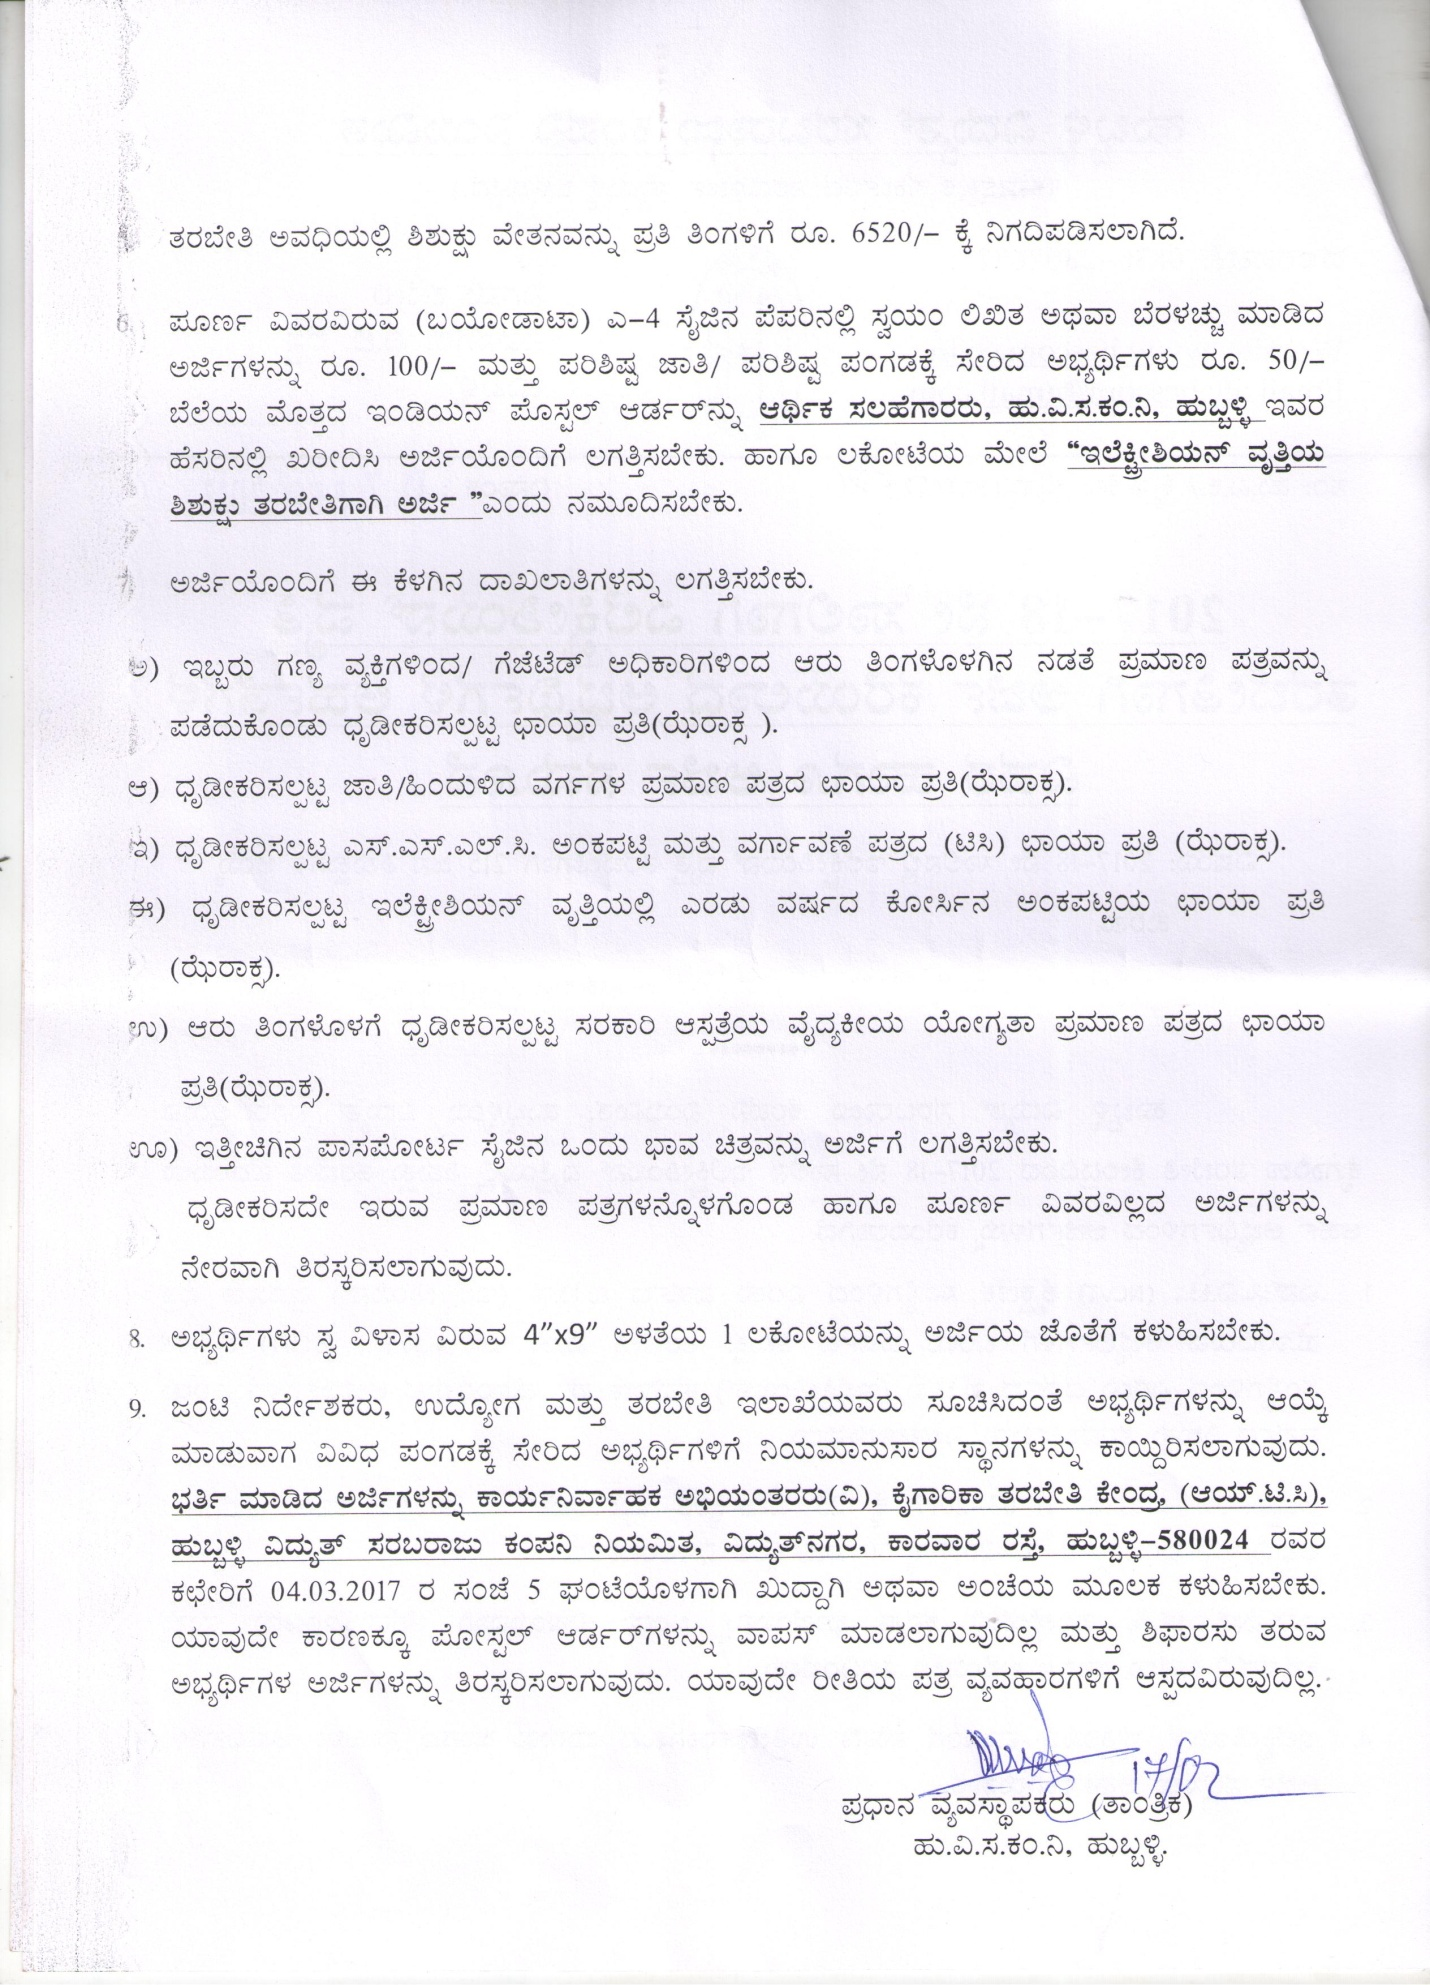 ತರಬೇತಿ ಅವಧಿಯಲ್ಲಿ ಶಿಶುಕ್ಷು ವೇತನವನ್ನು ಪ್ರತಿ ತಿಂಗಳಿಗೆ ರೂ. 6520/– ಕ್ಕೆ ನಿಗದಿಪಡಿಸಲಾಗಿದೆ.
6. ಪೂರ್ಣ ವಿವರವಿರುವ (ಬಯೋಡಾಟಾ) ಎ–4 ಸೈಜಿನ ಪೆಪರಿನಲ್ಲಿ ಸ್ವಯಂ ಲಿಖಿತ ಅಥವಾ ಬೆರಳಚ್ಚು ಮಾಡಿದ
ಅರ್ಜಿಗಳನ್ನು ರೂ. 100/– ಮತ್ತು ಪರಿಶಿಷ್ಟ ಜಾತಿ/ ಪರಿಶಿಷ್ಟ ಪಂಗಡಕ್ಕೆ ಸೇರಿದ ಅಭ್ಯರ್ಥಿಗಳು ರೂ. 50/–
ಬೆಲೆಯ ಮೊತ್ತದ ಇಂಡಿಯನ್ ಪೊಸ್ಟಲ್ ಆರ್ಡರ್‌ನ್ನು ಆರ್ಥಿಕ ಸಲಹೆಗಾರರು, ಹು.ವಿ.ಸ.ಕಂ.ನಿ, ಹುಬ್ಬಳ್ಳಿ ಇವರ
ಹೆಸರಿನಲ್ಲಿ ಖರೀದಿಸಿ ಅರ್ಜಿಯೊಂದಿಗೆ ಲಗತ್ತಿಸಬೇಕು. ಹಾಗೂ ಲಕೋಟೆಯ ಮೇಲೆ “ಇಲೆಕ್ಟ್ರೀಶಿಯನ್ ವೃತ್ತಿಯ
ಶಿಶುಕ್ಷು ತರಬೇತಿಗಾಗಿ ಅರ್ಜಿ ”ಎಂದು ನಮೂದಿಸಬೇಕು.
7. ಅರ್ಜಿಯೊಂದಿಗೆ ಈ ಕೆಳಗಿನ ದಾಖಲಾತಿಗಳನ್ನು ಲಗತ್ತಿಸಬೇಕು.
ಅ) ಇಬ್ಬರು ಗಣ್ಯ ವ್ಯಕ್ತಿಗಳಿಂದ/ ಗೆಜೆಟೆಡ್ ಅಧಿಕಾರಿಗಳಿಂದ ಆರು ತಿಂಗಳೊಳಗಿನ ನಡತೆ ಪ್ರಮಾಣ ಪತ್ರವನ್ನು
ಪಡೆದುಕೊಂಡು ಧೃಡೀಕರಿಸಲ್ಪಟ್ಟ ಛಾಯಾ ಪ್ರತಿ(ಝೆರಾಕ್ಸ ).
ಆ) ಧೃಡೀಕರಿಸಲ್ಪಟ್ಟ ಜಾತಿ/ಹಿಂದುಳಿದ ವರ್ಗಗಳ ಪ್ರಮಾಣ ಪತ್ರದ ಛಾಯಾ ಪ್ರತಿ(ಝೆರಾಕ್ಸ).
ಇ) ಧೃಡೀಕರಿಸಲ್ಪಟ್ಟ ಎಸ್.ಎಸ್.ಎಲ್.ಸಿ. ಅಂಕಪಟ್ಟಿ ಮತ್ತು ವರ್ಗಾವಣೆ ಪತ್ರದ (ಟಿಸಿ) ಛಾಯಾ ಪ್ರತಿ (ಝೆರಾಕ್ಸ).
ಈ) ಧೃಡೀಕರಿಸಲ್ಪಟ್ಟ ಇಲೆಕ್ಟ್ರೀಶಿಯನ್ ವೃತ್ತಿಯಲ್ಲಿ ಎರಡು ವರ್ಷದ ಕೋರ್ಸಿನ ಅಂಕಪಟ್ಟಿಯ ಛಾಯಾ ಪ್ರತಿ
(ಝೆರಾಕ್ಸ).
ಉ) ಆರು ತಿಂಗಳೊಳಗೆ ಧೃಡೀಕರಿಸಲ್ಪಟ್ಟ ಸರಕಾರಿ ಆಸ್ಪತ್ರೆಯ ವೈದ್ಯಕೀಯ ಯೋಗ್ಯತಾ ಪ್ರಮಾಣ ಪತ್ರದ ಛಾಯಾ
ಪ್ರತಿ(ಝೆರಾಕ್ಸ).
ಊ) ಇತ್ತೀಚಿಗಿನ ಪಾಸಪೋರ್ಟ ಸೈಜಿನ ಒಂದು ಭಾವ ಚಿತ್ರವನ್ನು ಅರ್ಜಿಗೆ ಲಗತ್ತಿಸಬೇಕು.
ಧೃಡೀಕರಿಸದೇ ಇರುವ ಪ್ರಮಾಣ ಪತ್ರಗಳನ್ನೊಳಗೊಂಡ ಹಾಗೂ ಪೂರ್ಣ ವಿವರವಿಲ್ಲದ ಅರ್ಜಿಗಳನ್ನು
ನೇರವಾಗಿ ತಿರಸ್ಕರಿಸಲಾಗುವುದು.
8. ಅಭ್ಯರ್ಥಿಗಳು ಸ್ವ ವಿಳಾಸ ವಿರುವ 4”x9” ಅಳತೆಯ 1 ಲಕೋಟೆಯನ್ನು ಅರ್ಜಿಯ ಜೊತೆಗೆ ಕಳುಹಿಸಬೇಕು.
9. ಜಂಟಿ ನಿರ್ದೇಶಕರು, ಉದ್ಯೋಗ ಮತ್ತು ತರಬೇತಿ ಇಲಾಖೆಯವರು ಸೂಚಿಸಿದಂತೆ ಅಭ್ಯರ್ಥಿಗಳನ್ನು ಆಯ್ಕೆ
ಮಾಡುವಾಗ ವಿವಿಧ ಪಂಗಡಕ್ಕೆ ಸೇರಿದ ಅಭ್ಯರ್ಥಿಗಳಿಗೆ ನಿಯಮಾನುಸಾರ ಸ್ಥಾನಗಳನ್ನು ಕಾಯ್ದಿರಿಸಲಾಗುವುದು.
ಭರ್ತಿ ಮಾಡಿದ ಅರ್ಜಿಗಳನ್ನು ಕಾರ್ಯನಿರ್ವಾಹಕ ಅಭಿಯಂತರರು(ವಿ), ಕೈಗಾರಿಕಾ ತರಬೇತಿ ಕೇಂದ್ರ, (ಆಯ್.ಟಿ.ಸಿ),
ಹುಬ್ಬಳ್ಳಿ ವಿದ್ಯುತ್ ಸರಬರಾಜು ಕಂಪನಿ ನಿಯಮಿತ, ವಿದ್ಯುತ್‌ನಗರ, ಕಾರವಾರ ರಸ್ತೆ, ಹುಬ್ಬಳ್ಳಿ–580024 ರವರ
ಕಛೇರಿಗೆ 04.03.2017 ರ ಸಂಜೆ 5 ಘಂಟೆಯೊಳಗಾಗಿ ಖುದ್ದಾಗಿ ಅಥವಾ ಅಂಚೆಯ ಮೂಲಕ ಕಳುಹಿಸಬೇಕು.
ಯಾವುದೇ ಕಾರಣಕ್ಕೂ ಪೋಸ್ಟಲ್ ಆರ್ಡರ್‌ಗಳನ್ನು ವಾಪಸ್ ಮಾಡಲಾಗುವುದಿಲ್ಲ ಮತ್ತು ಶಿಫಾರಸು ತರುವ
ಅಭ್ಯರ್ಥಿಗಳ ಅರ್ಜಿಗಳನ್ನು ತಿರಸ್ಕರಿಸಲಾಗುವುದು. ಯಾವುದೇ ರೀತಿಯ ಪತ್ರ ವ್ಯವಹಾರಗಳಿಗೆ ಆಸ್ಪದವಿರುವುದಿಲ್ಲ.
17/02
ಪ್ರಧಾನ ವ್ಯವಸ್ಥಾಪಕರು (ತಾಂತ್ರಿಕ)
ಹು.ವಿ.ಸ.ಕಂ.ನಿ, ಹುಬ್ಬಳ್ಳಿ.